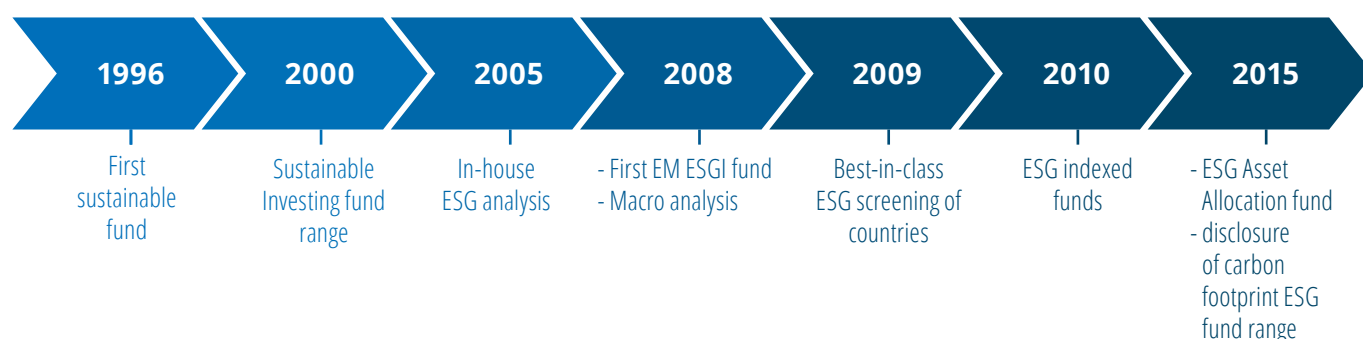 1996
2000
2005
2008
2009
2010
2015
First
sustainable
fund
Sustainable
Investing fund
range
In-house
ESG analysis
- First EM ESGI fund
- Macro analysis
Best-in-class
ESG screening of
countries
ESG indexed
funds
- ESG Asset
Allocation fund
- disclosure
of carbon
footprint ESG
fund range